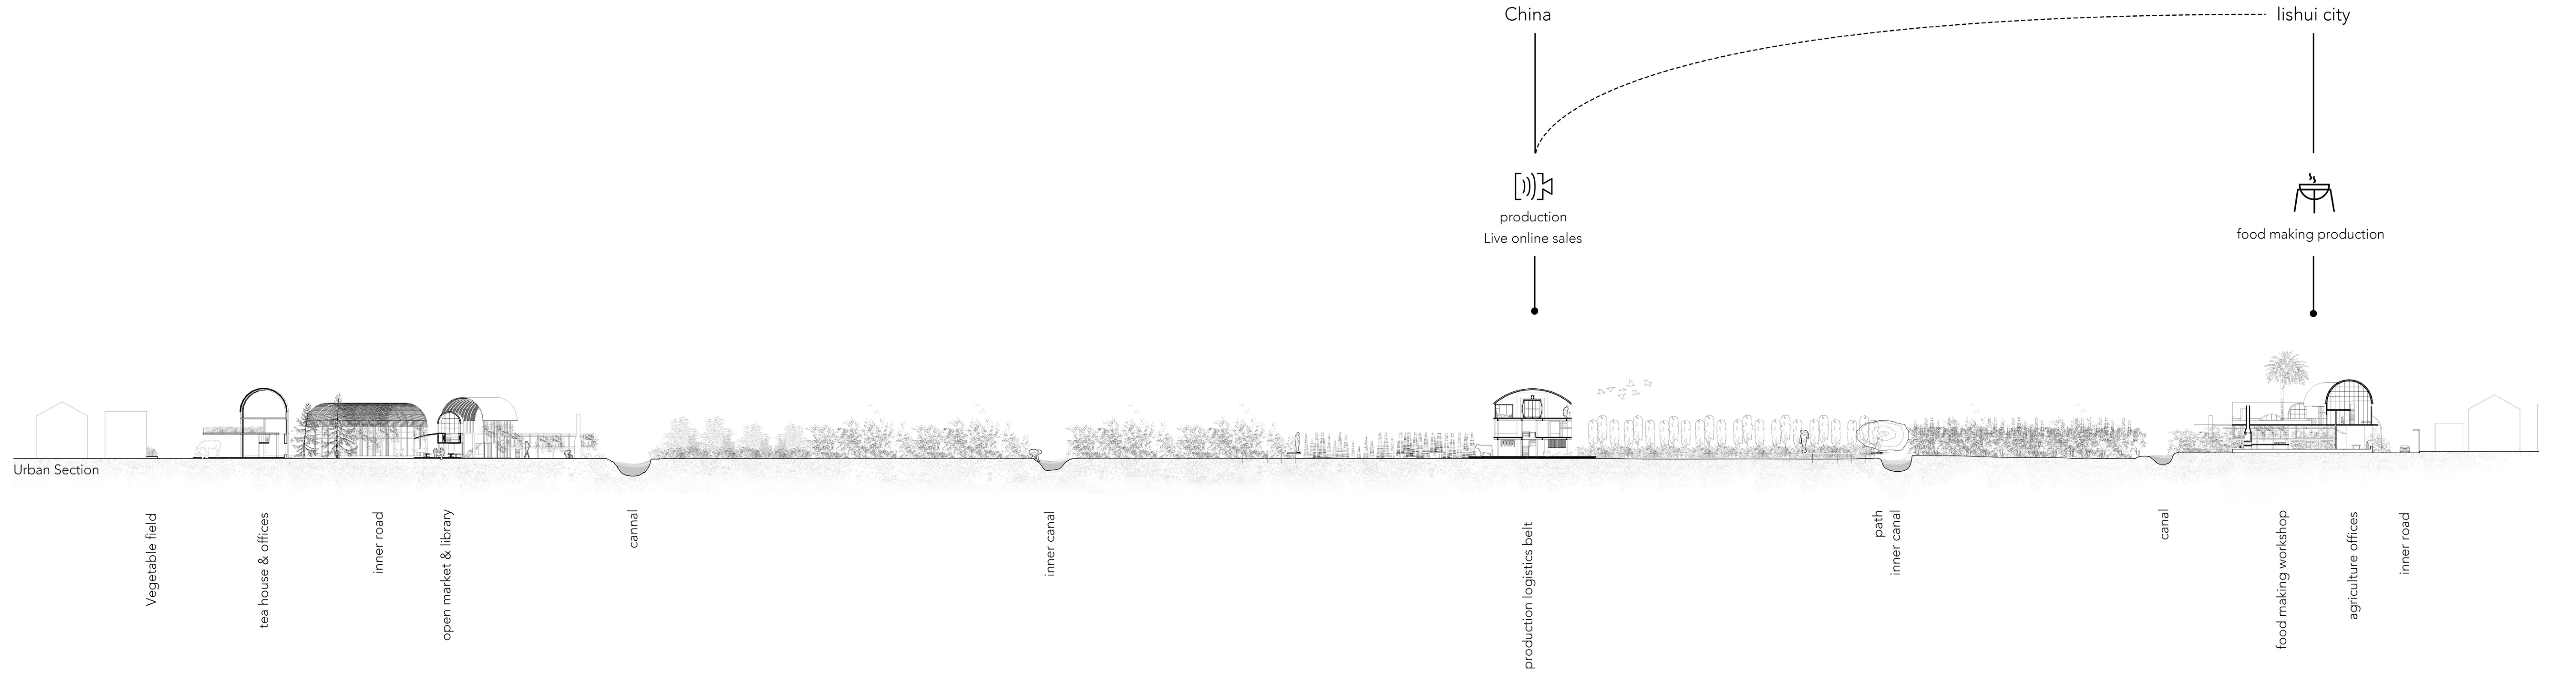 China
lishui city
production
Live online sales
food making production
Urban Section
Vegetable field
tea house & offices
inner road
open market & library
cannal
inner canal
production logistics belt
path
inner canal
canal
food making workshop
agriculture offices
inner road